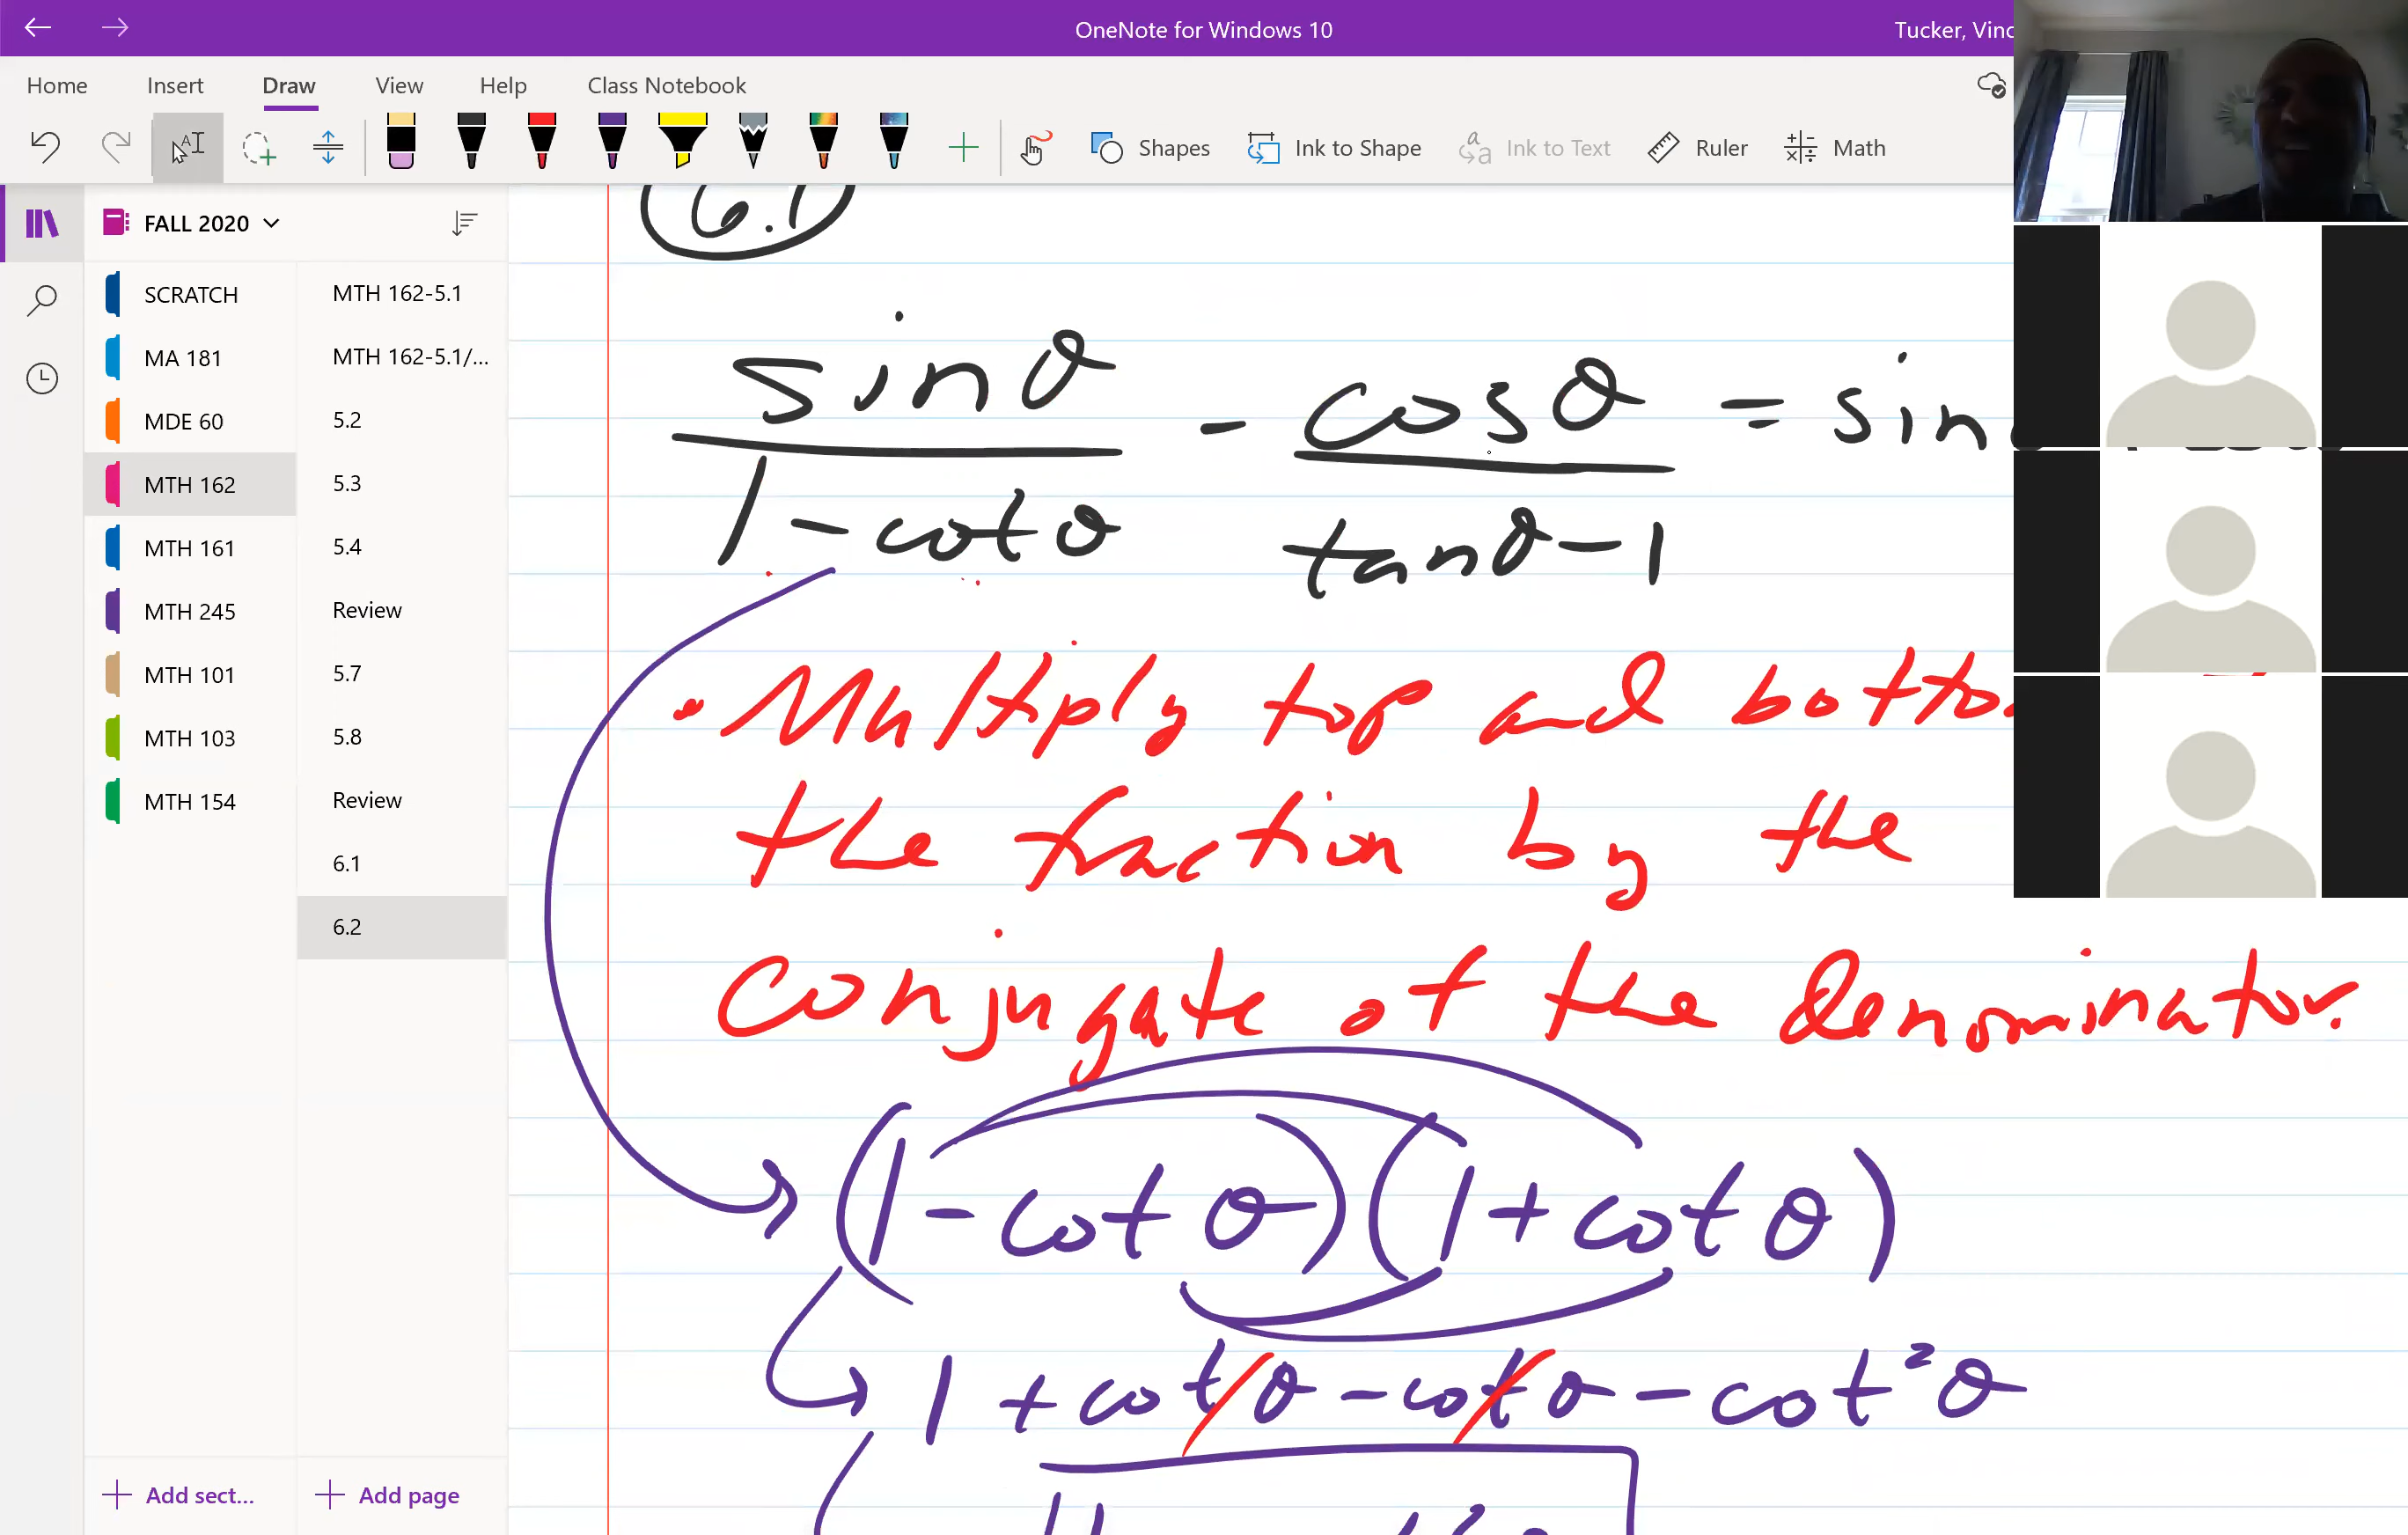 OneNote for Windows 10
Tucker, Vinc
Home Insert Draw View Help Class Notebook
Shapes Ink to Shape Ink to Text Ruler Math
FALL 2020
SCRATCH
MA 181
MDE 60
MTH 162
MTH 161
MTH 245
MTH 101
MTH 103
MTH 154
Add sect...
MTH 162-5.1
MTH 162-5.1/...
5.2
5.3
5.4
Review
5.7
5.8
Review
6.1
6.2
Add page
6.1
sinθ / 1-cotθ - cosθ / tanθ-1 = sin
• Multiply top and botto
the fraction by the
conjugate of the denominator.
(1-cot θ)(1+cot θ)
1 + cot θ - cot θ - cot²θ